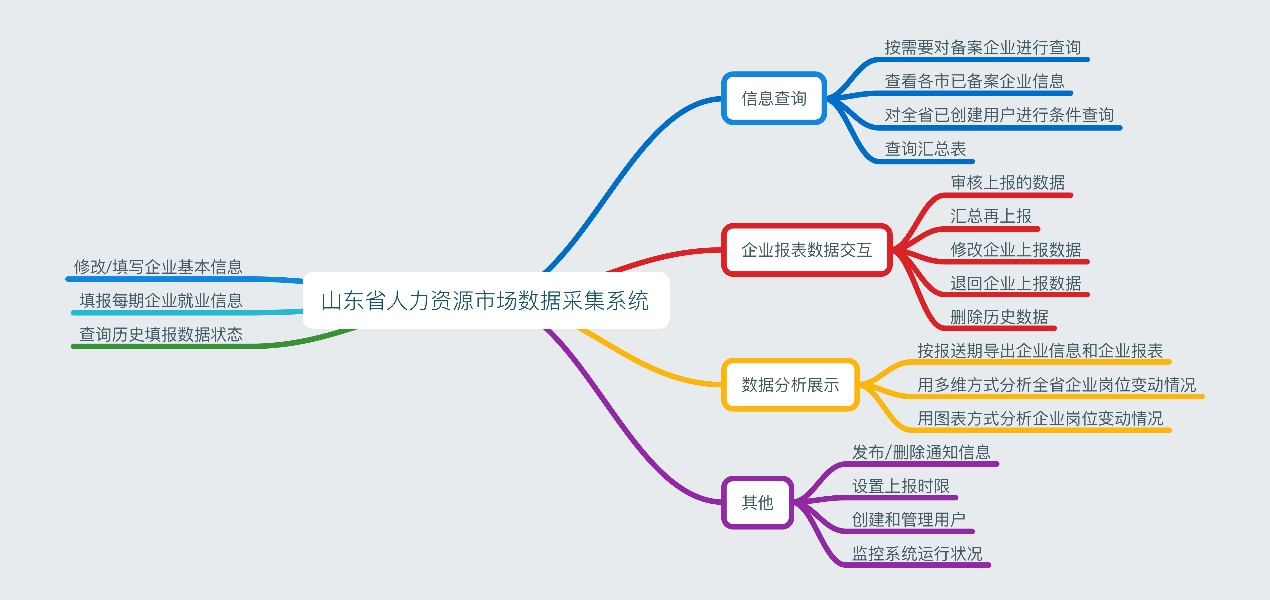 山东省人力资源市场数据采集系统
修改/填写企业基本信息
填报每期企业就业信息
查询历史填报数据状态
信息查询
按需要对备案企业进行查询
查看各市已备案企业信息
对全省已创建用户进行条件查询
查询汇总表
企业报表数据交互
审核上报的数据
汇总再上报
修改企业上报数据
退回企业上报数据
删除历史数据
数据分析展示
按报送期导出企业信息和企业报表
用多维方式分析全省企业岗位变动情况
用图表方式分析企业岗位变动情况
其他
发布/删除通知信息
设置上报时限
创建和管理用户
监控系统运行状况